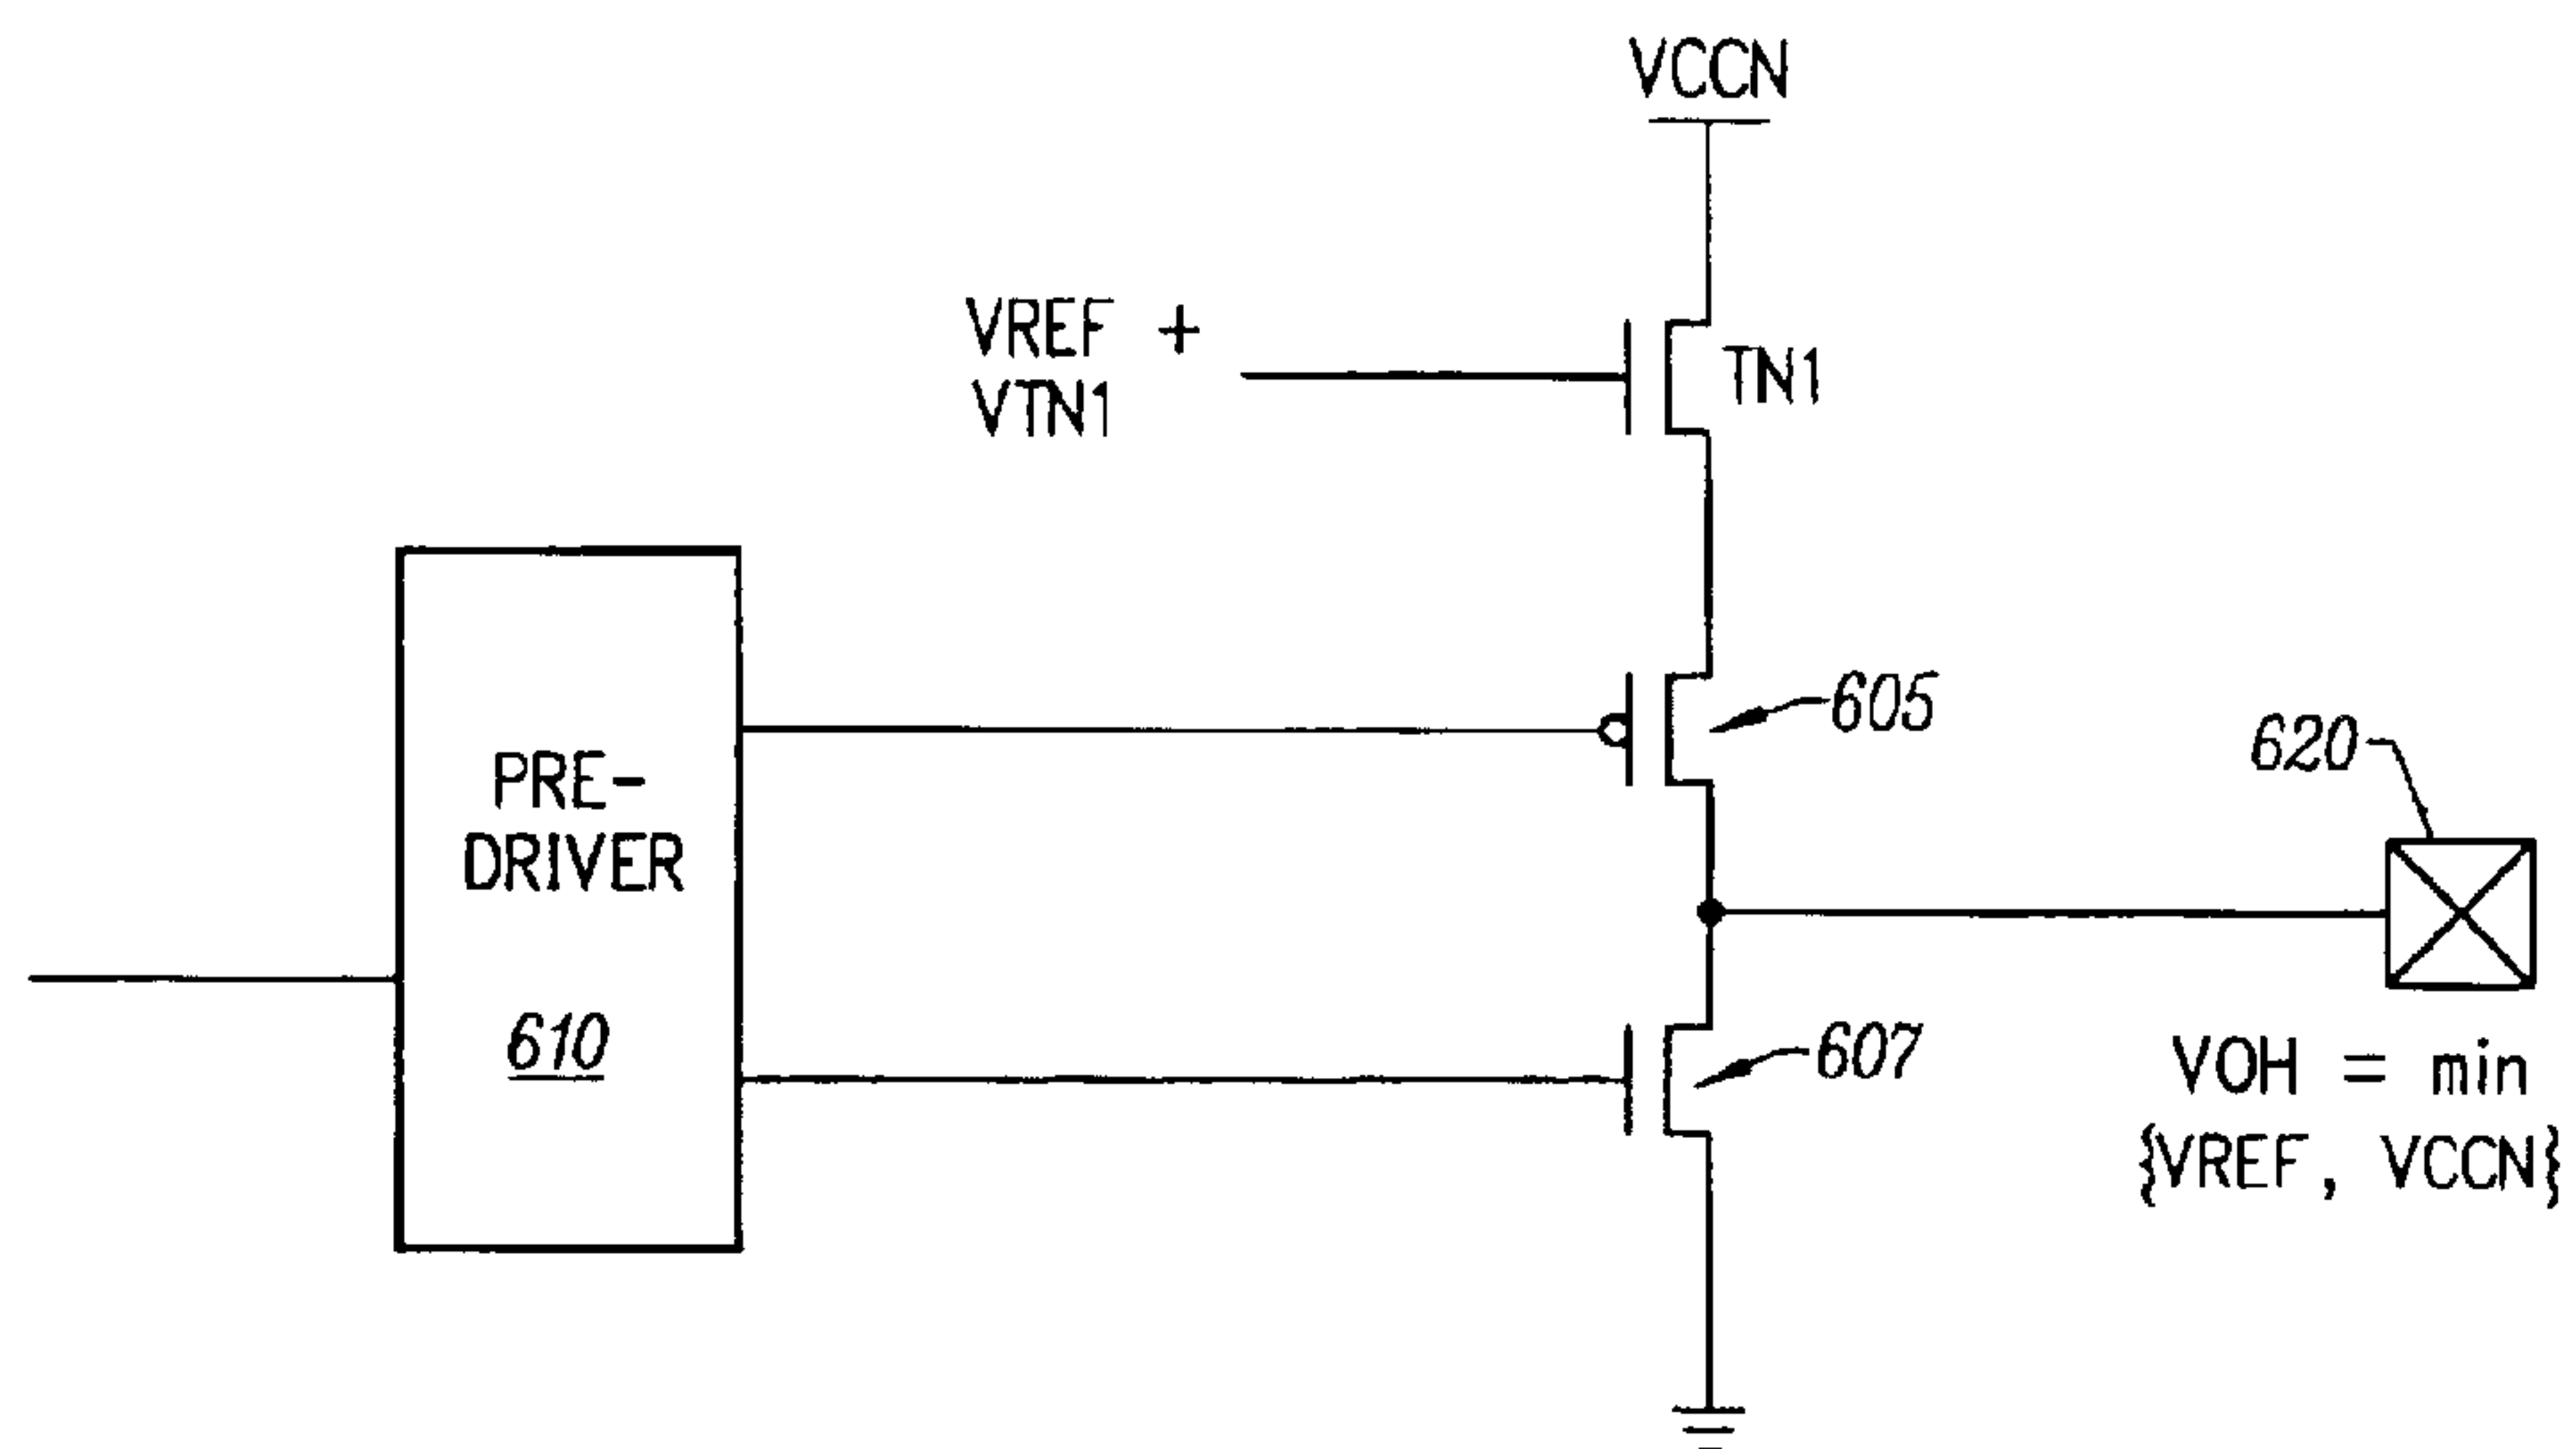 VCCN
VREF +
VTN1
TN1
605
620
PRE-
DRIVER
610
607
VOH = min
{VREF, VCCN}